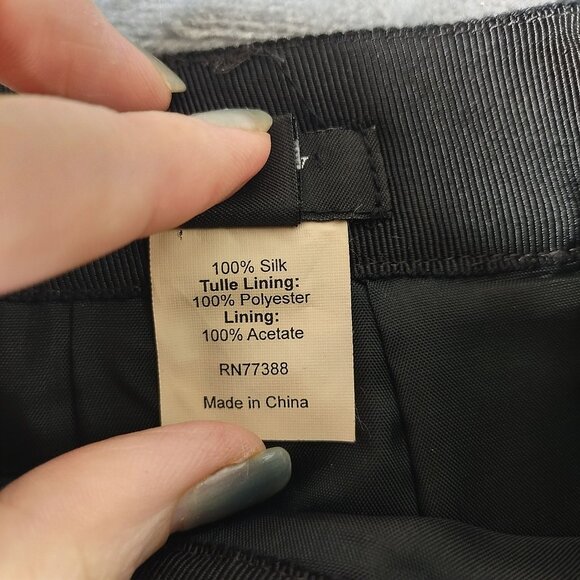 100% Silk
Tulle Lining:
100% Polyester
Lining:
100% Acetate
RN77388
Made in China